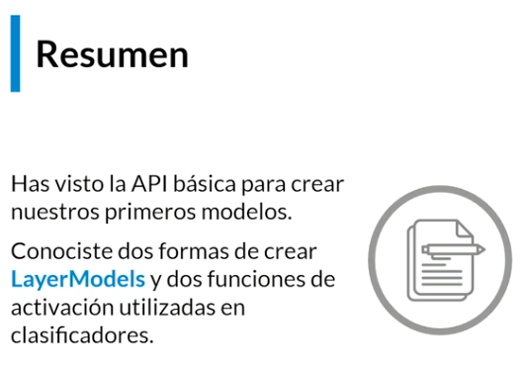 Resumen
Has visto la API básica para crear
nuestros primeros modelos.
Conociste dos formas de crear
LayerModels y dos funciones de
activación utilizadas en
clasificadores.